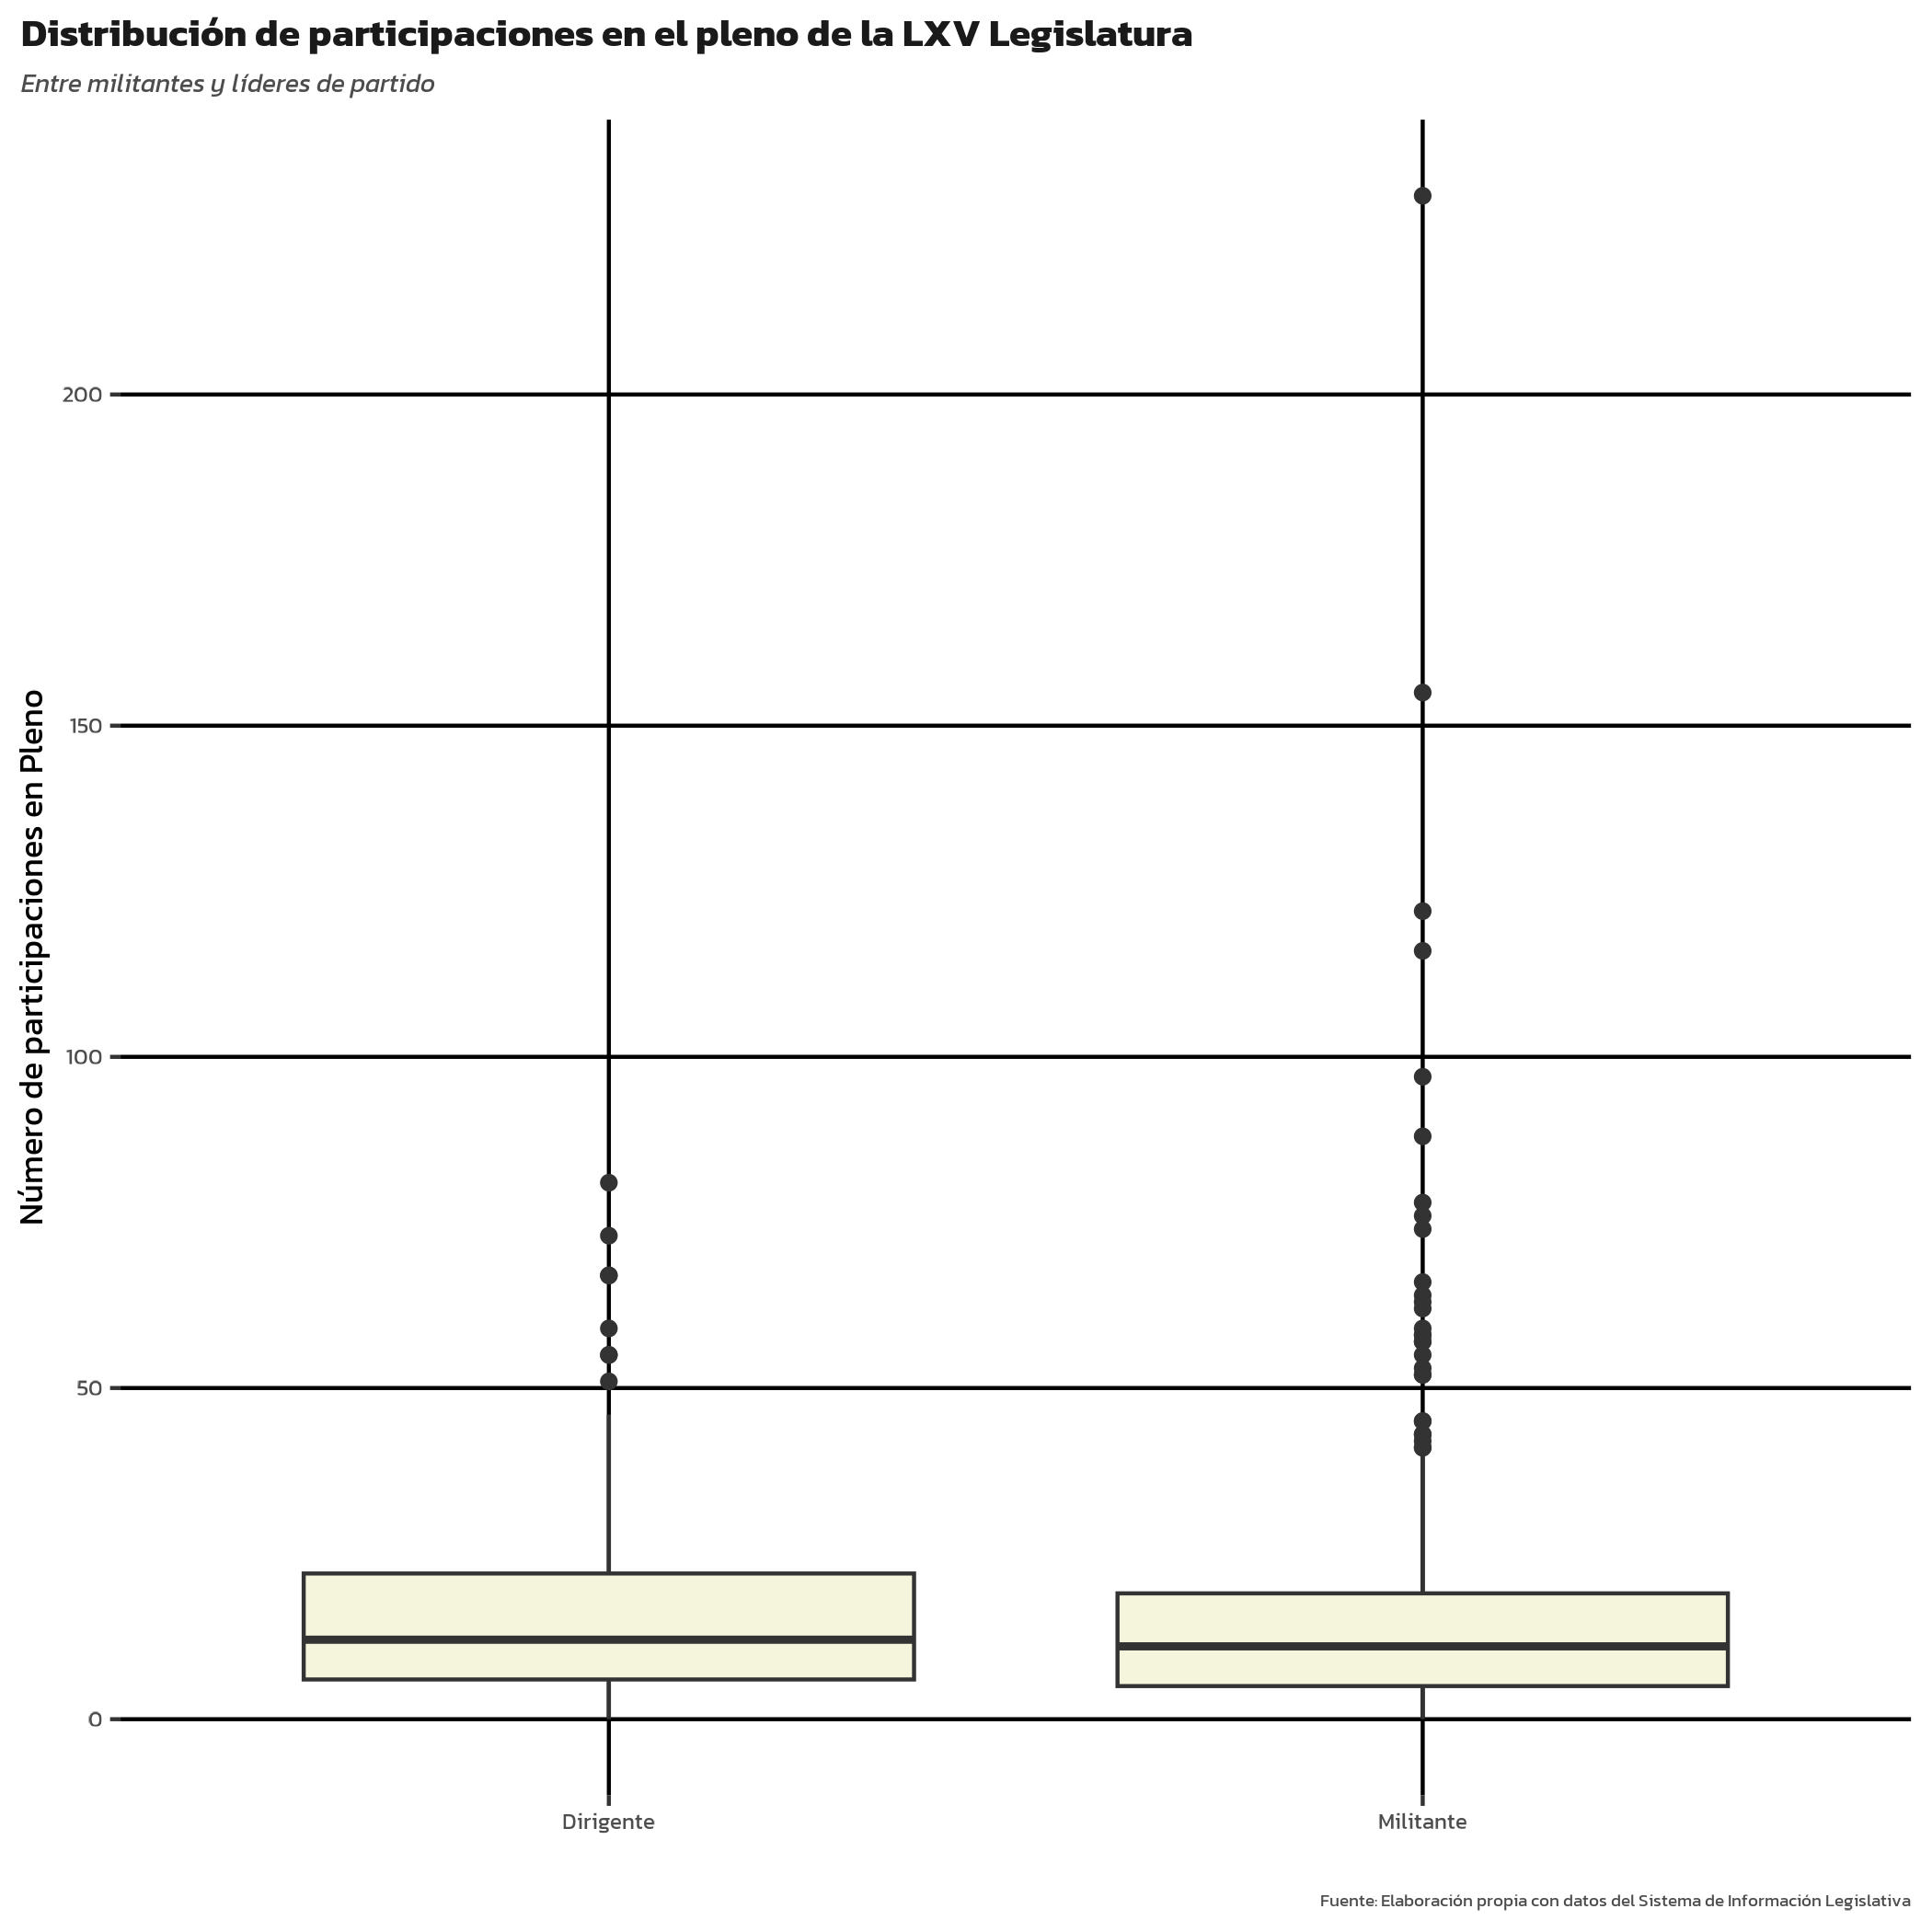 Distribución de participaciones en el pleno de la LXV Legislatura
Entre militantes y líderes de partido
Número de participaciones en Pleno
200
150
100
50
0
Dirigente
Militante
Fuente: Elaboración propia con datos del Sistema de Información Legislativa